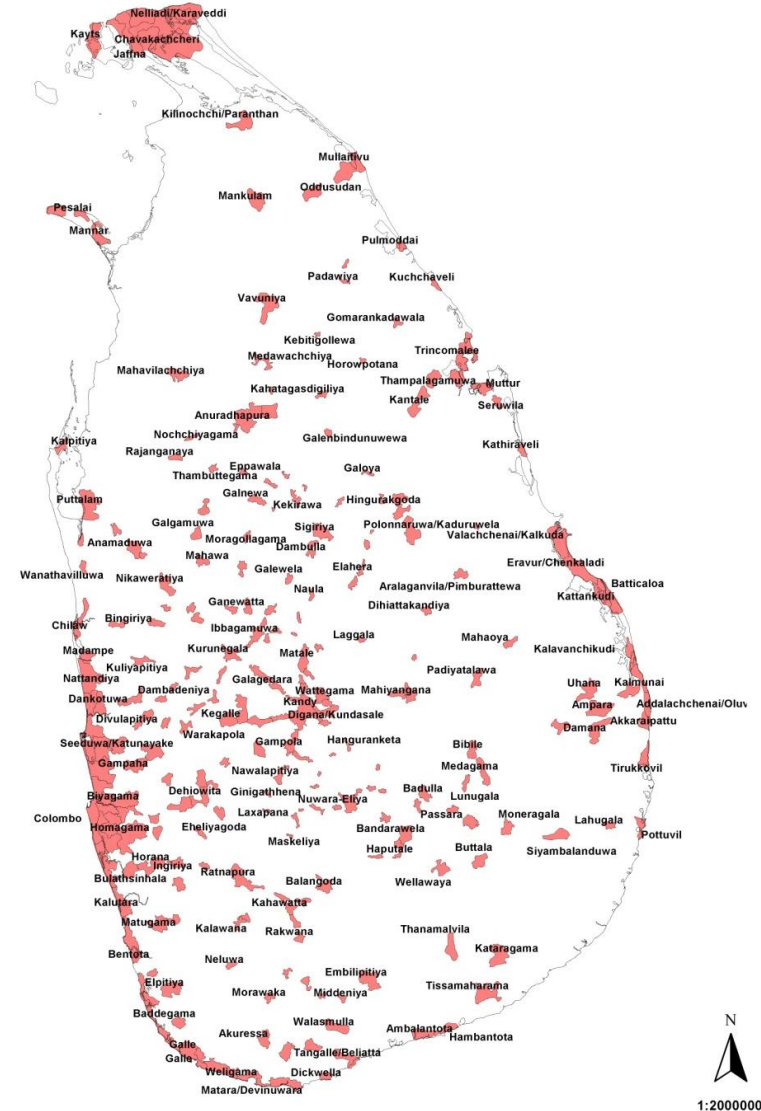 Nelliadi/Karaveddi
Kayts
Chavakachcheri
Jaffna
Kilinochchi/Paranthan
Mullaitivu
Oddusudan
Mankulam
Pesalai
Mannar
Pulmoddai
Padawiya
Kuchchaveli
Vavuniya
Gomarankadawala
Kebitigollewa
Trincomalee
Medawachchiya
Horowpotana
Mahavilachchiya
Thampalagamuwa
Muttur
Kahatagasdigiliya
Kantale
Seruwila
Anuradhapura
Nochchiyagama
Galenbindunuwewa
Kalpitiya
Kathiraveli
Rajanganaya
Eppawala
Galoya
Thambuttegama
Galnewa
Puttalam
Kekirawa
Hingurakgoda
Galgamuwa
Sigiriya
Polonnaruwa/Kaduruwela
Anamaduwa
Moragollagama
Valachchenai/Kalkuda
Dambulla
Mahawa
Eravur/Chenkaladi
Wanathavilluwa
Nikaweratiya
Galewela
Elahera
Batticaloa
Naula
Aralaganvila/Pimburattewa
Kattankudi
Ganewatta
Dihiattakandiya
Chilaw
Bingiriya
Ibbagamuwa
Laggala
Mahaoya
Madampe
Kurunegala
Matale
Kalavanchikudi
Kuliyapitiya
Nattandiya
Galagedara
Padiyatalawa
Dambadeniya
Wattegama
Mahiyangana
Uhana
Kalmunai
Dankotuwa
Kandy
Ampara
Addalachchenai/Oluv
Divulapitiya
Kegalle
Digana/Kundasale
Akkaraipattu
Damana
Warakapola
Seeduwa/Katunayake
Gampola
Hanguranketa
Bibile
Gampaha
Medagama
Tirukkovil
Nawalapitiya
Dehiowita
Ginigathhena
Badulla
Lunugala
Biyagama
Nuwara-Eliya
Colombo
Laxapana
Passara
Moneragala
Lahugala
Homagama
Eheliyagoda
Bandarawela
Pottuvil
Maskeliya
Haputale
Buttala
Siyambalanduwa
Horana
Ingiriya
Bulathsinhala
Ratnapura
Balangoda
Wellawaya
Kalutara
Kahawatta
Matugama
Kalawana
Rakwana
Thanamalvila
Kataragama
Bentota
Neluwa
Elpitiya
Embilipitiya
Morawaka
Middeniya
Tissamaharama
Baddegama
Walasmulla
Akuressa
Ambalantota
Hambantota
Galle
Galle
Tangalle/Beliatta
Weligama
Dickwella
Matara/Devinuwara
N
1:2000000